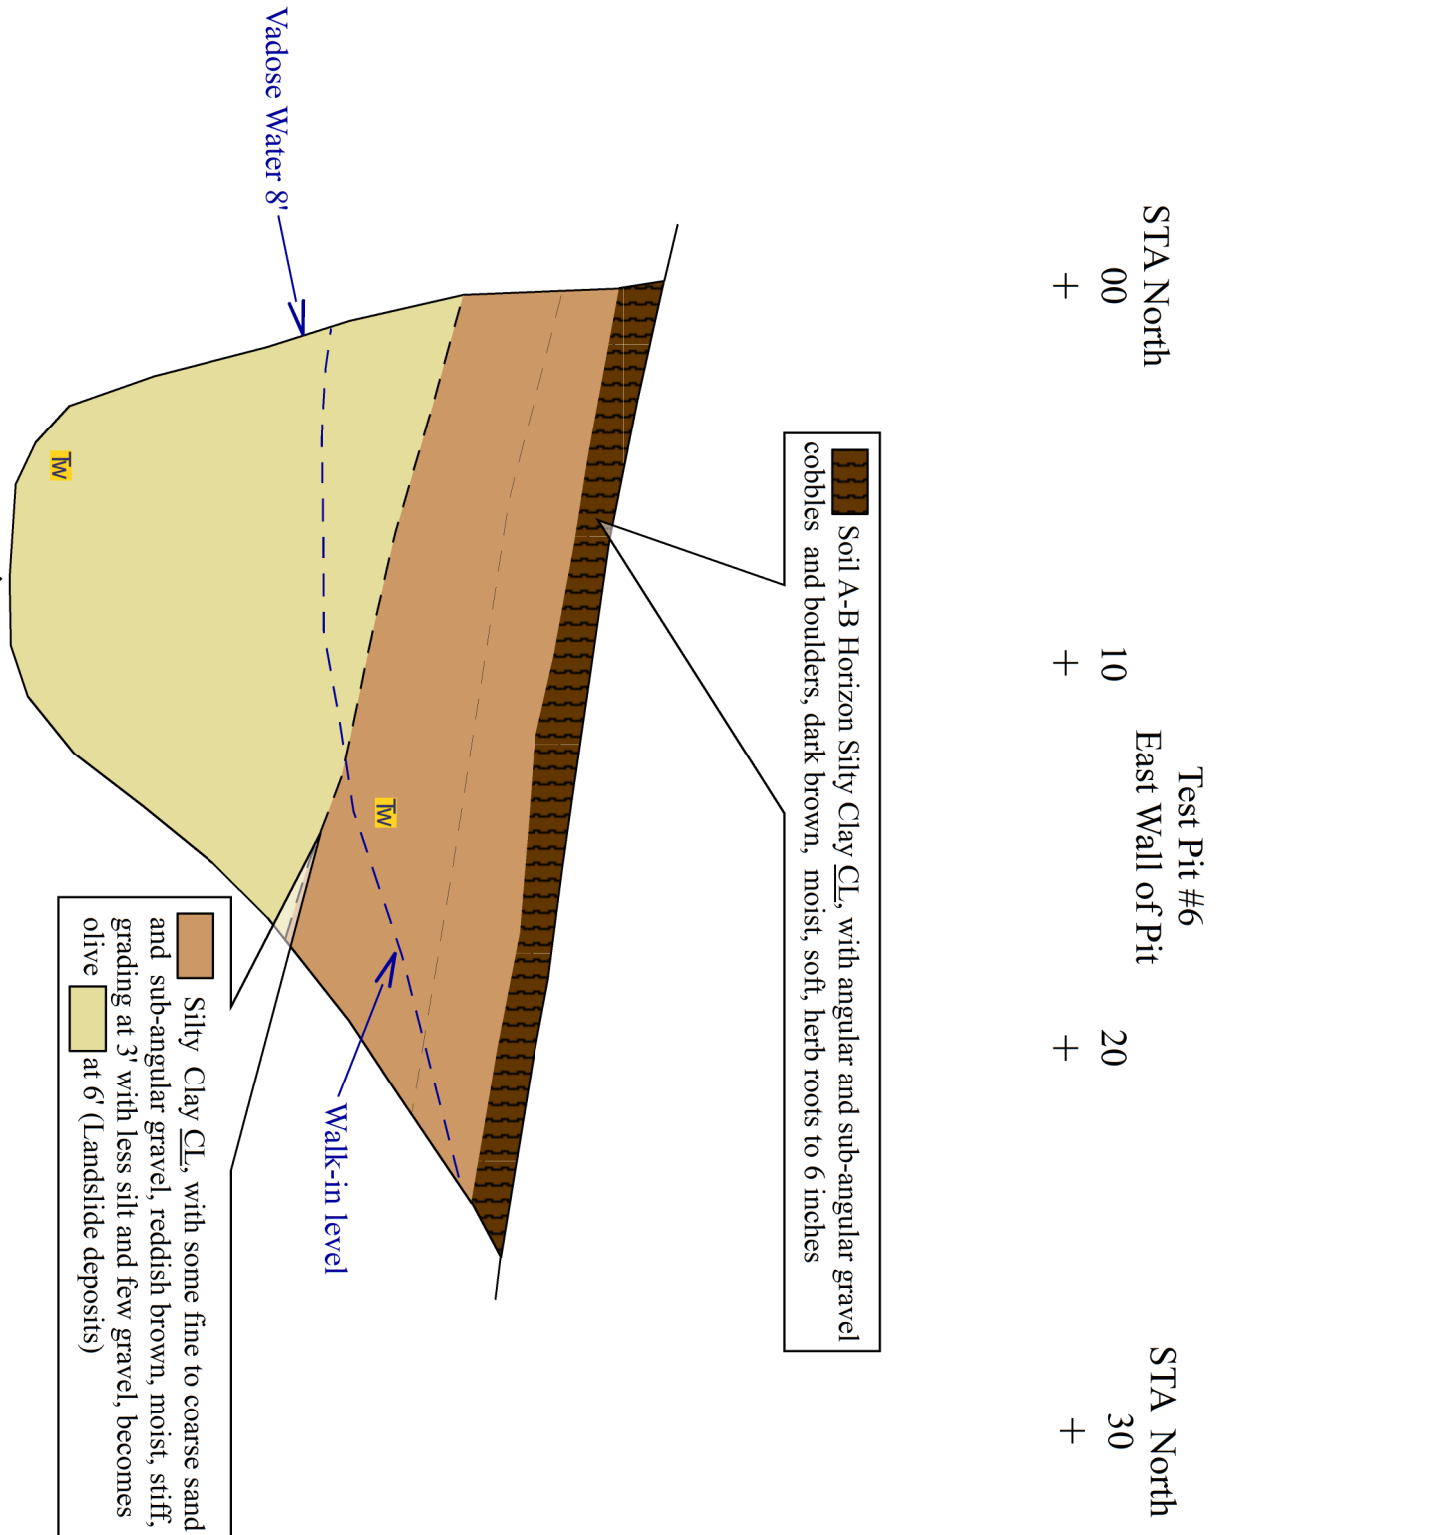 Test Pit #6
East Wall of Pit
STA North
00
+
10
+
20
+
STA North
30
+
Soil A-B Horizon Silty Clay CL, with angular and sub-angular gravel
cobbles and boulders, dark brown, moist, soft, herb roots to 6 inches
Vadose Water 8'
Tw
Tw
Walk-in level
Silty Clay CL, with some fine to coarse sand
and sub-angular gravel, reddish brown, moist, stiff,
grading at 3' with less silt and few gravel, becomes
olive at 6' (Landslide deposits)